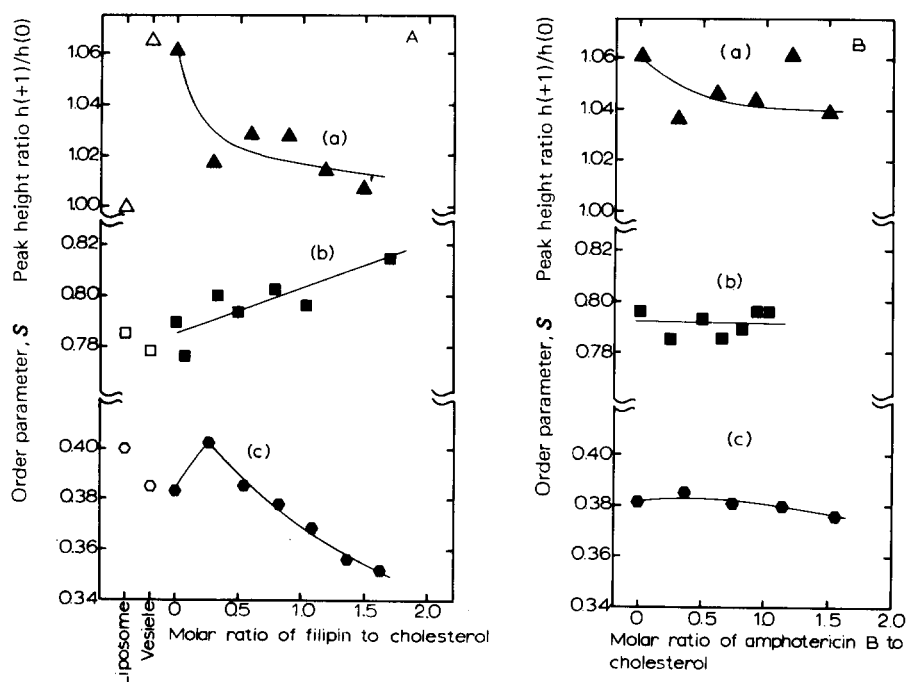 A
1.06
1.04
1.02
1.00
0.82
0.80
0.78
0.40
0.38
0.36
0.34
(a)
(b)
(c)
Order parameter, S Peak height ratio h(+1)/h(0)
Liposome
Vesiele
0 0.5 1.0 1.5 2.0
Molar ratio of filipin to cholesterol
B
1.06
1.04
1.02
1.00
0.82
0.80
0.78
0.40
0.38
0.36
0.34
(a)
(b)
(c)
Order parameter, S Peak height ratio h(+1)/h(0)
0 0.5 1.0 1.5 2.0
Molar ratio of amphotericin B to
cholesterol